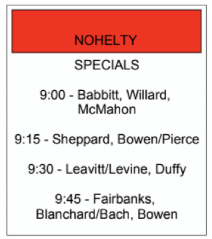 NOHELTY
SPECIALS
9:00 - Babbitt, Willard,
McMahon
9:15 - Sheppard, Bowen/Pierce
9:30 - Leavitt/Levine, Duffy
9:45 - Fairbanks,
Blanchard/Bach, Bowen